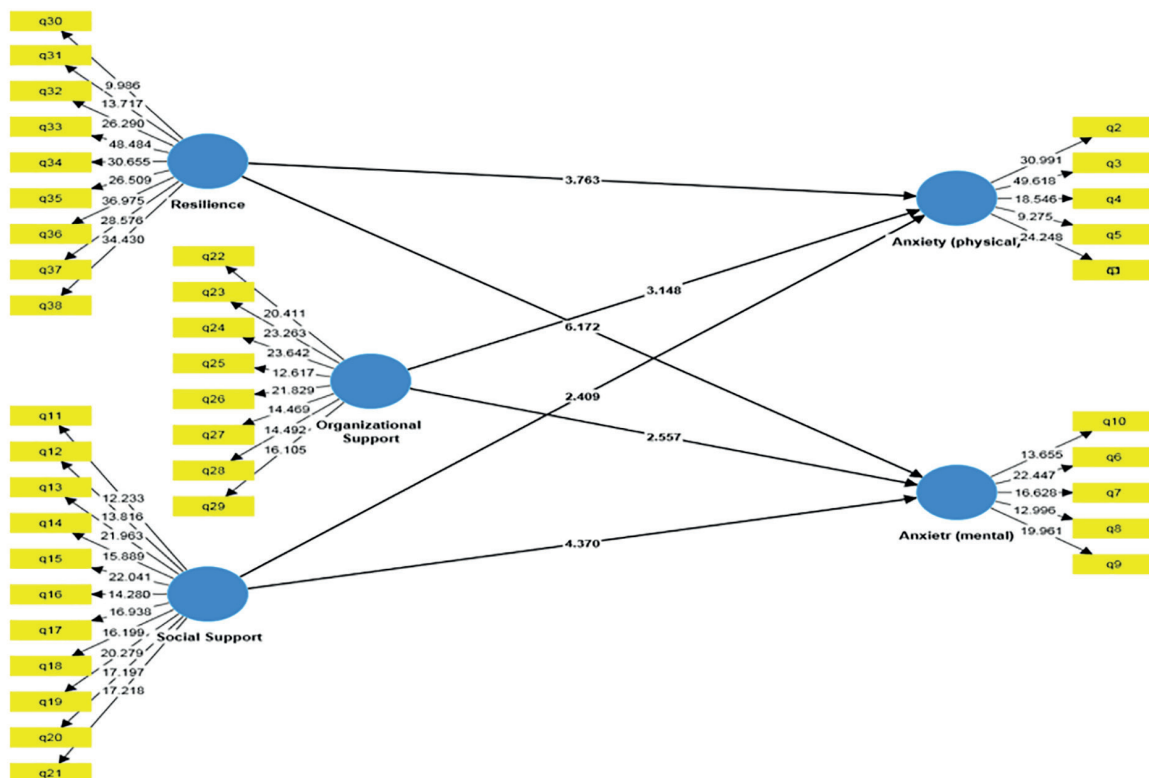 q30
q31
q32
q33
q34
q35
q36
q37
q38
9.986
13.717
26.290
48.484
30.655
26.509
36.975
28.576
34.430
Resilience
q22
q23
q24
q25
q26
q27
q28
q29
20.411
23.263
23.642
12.617
21.829
14.469
14.492
16.105
Organizational
Support
q11
q12
q13
q14
q15
q16
q17
q18
q19
q20
q21
12.233
13.816
21.963
15.889
22.041
14.280
16.938
16.199
20.279
17.197
17.218
Social Support
3.763
3.148
6.172
2.409
2.557
4.370
Anxiety (physical,
30.991
49.618
18.546
9.275
24.248
q2
q3
q4
q5
Anxietr (mental)
13.655
22.447
16.628
12.996
19.961
q10
q6
q7
q8
q9